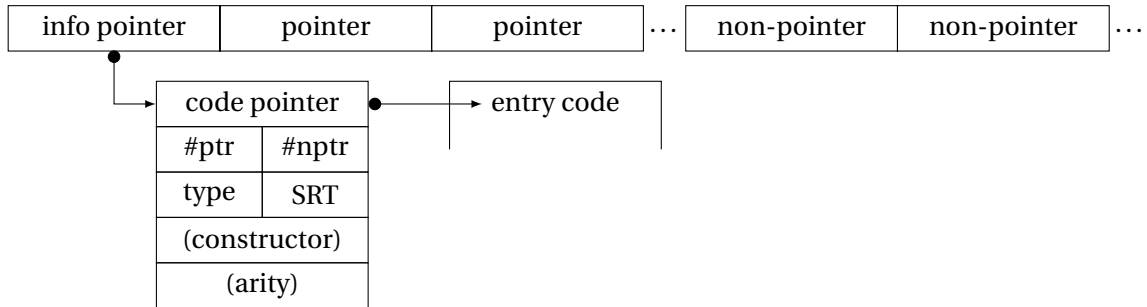 info pointer pointer pointer ... non-pointer non-pointer ...
code pointer entry code
#ptr #nptr
type SRT
(constructor)
(arity)